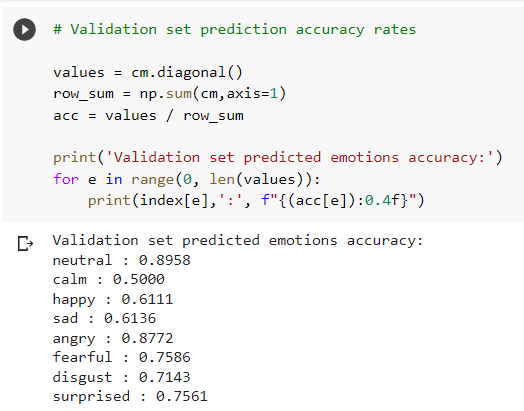 # Validation set prediction accuracy rates
values = cm.diagonal()
row_sum = np.sum(cm,axis=1)
acc = values / row_sum
print('Validation set predicted emotions accuracy:')
for e in range(0, len(values)):
    print(index[e],':', f"{(acc[e]):0.4f}")
Validation set predicted emotions accuracy:
neutral : 0.8958
calm : 0.5000
happy : 0.6111
sad : 0.6136
angry : 0.8772
fearful : 0.7586
disgust : 0.7143
surprised : 0.7561